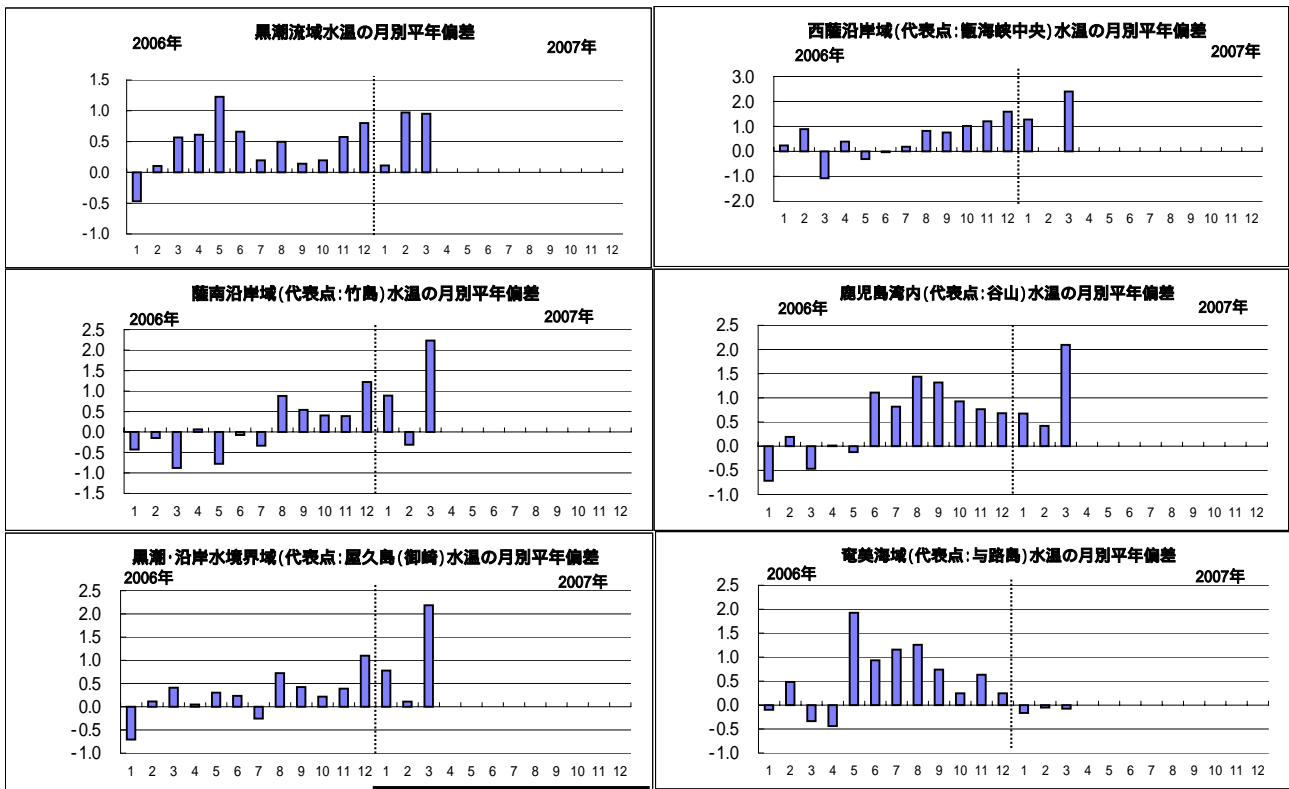 黒潮流域水温の月別平年偏差
2006年
2007年
1.5
1.0
0.5
0.0
-0.5
-1.0
1 2 3 4 5 6 7 8 9 10 11 12 1 2 3 4 5 6 7 8 9 10 11 12
西薩沿岸域(代表点:甑海峡中央)水温の月別平年偏差
2006年
2007年
3.0
2.0
1.0
0.0
-1.0
-2.0
1 2 3 4 5 6 7 8 9 10 11 12 1 2 3 4 5 6 7 8 9 10 11 12
薩南沿岸域(代表点:竹島)水温の月別平年偏差
2006年
2007年
2.5
2.0
1.5
1.0
0.5
0.0
-0.5
-1.0
-1.5
1 2 3 4 5 6 7 8 9 10 11 12 1 2 3 4 5 6 7 8 9 10 11 12
鹿児島湾内(代表点:谷山)水温の月別平年偏差
2006年
2007年
2.5
2.0
1.5
1.0
0.5
0.0
-0.5
-1.0
1 2 3 4 5 6 7 8 9 10 11 12 1 2 3 4 5 6 7 8 9 10 11 12
黒潮・沿岸水境界域(代表点:屋久島(御崎)水温の月別平年偏差
2006年
2007年
2.5
2.0
1.5
1.0
0.5
0.0
-0.5
-1.0
1 2 3 4 5 6 7 8 9 10 11 12 1 2 3 4 5 6 7 8 9 10 11 12
奄美海域(代表点:与路島)水温の月別平年偏差
2006年
2007年
2.5
2.0
1.5
1.0
0.5
0.0
-0.5
-1.0
1 2 3 4 5 6 7 8 9 10 11 12 1 2 3 4 5 6 7 8 9 10 11 12